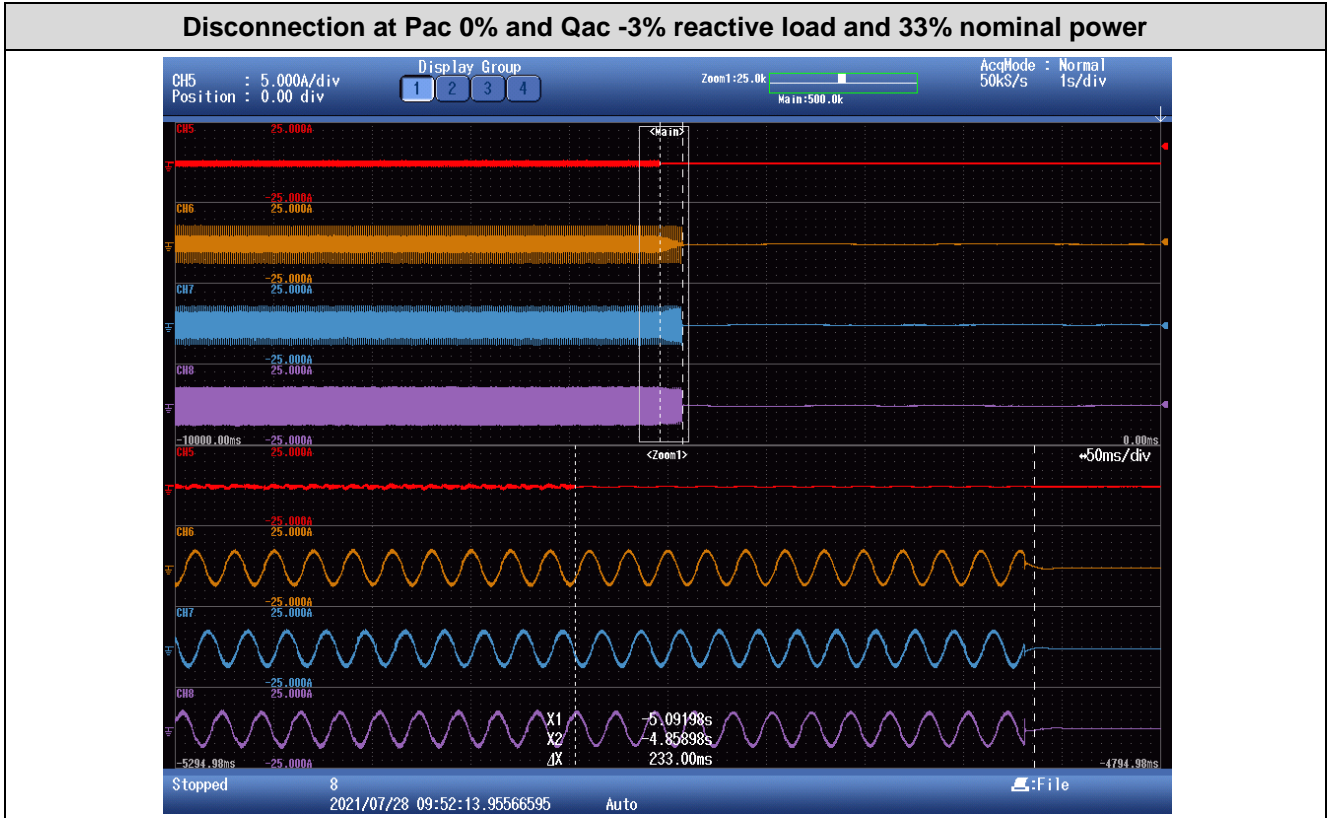 Disconnection at Pac 0% and Qac -3% reactive load and 33% nominal power
CH5 : 5.000A/div
Position : 0.00 div
Display Group
1 2 3 4
Zoom1:25.0k
Main:500.0k
AcqMode : Normal
50kS/s 1s/div
CH5 25.000A
<Main>
-25.000A
CH6 25.000A
-25.000A
CH7 25.000A
-25.000A
CH8 25.000A
-10000.00ms -25.000A 0.00ms
CH5 25.000A
<Zoom1>
↔50ms/div
-25.000A
CH6 25.000A
-25.000A
CH7 25.000A
-25.000A
CH8 25.000A
X1 -5.09198s
X2 -4.85898s
ΔX 233.00ms
-5294.98ms -25.000A -4794.98ms
Stopped 8
:File
2021/07/28 09:52:13.95566595 Auto